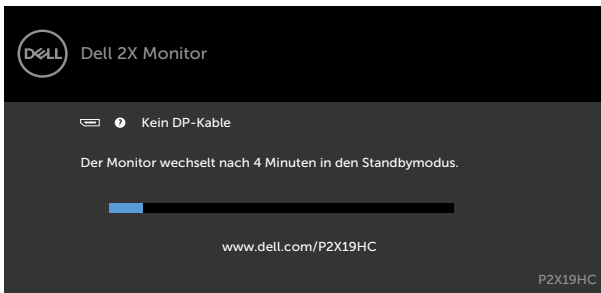 DELL Dell 2X Monitor
? Kein DP-Kable
Der Monitor wechselt nach 4 Minuten in den Standbymodus.
www.dell.com/P2X19HC
P2X19HC